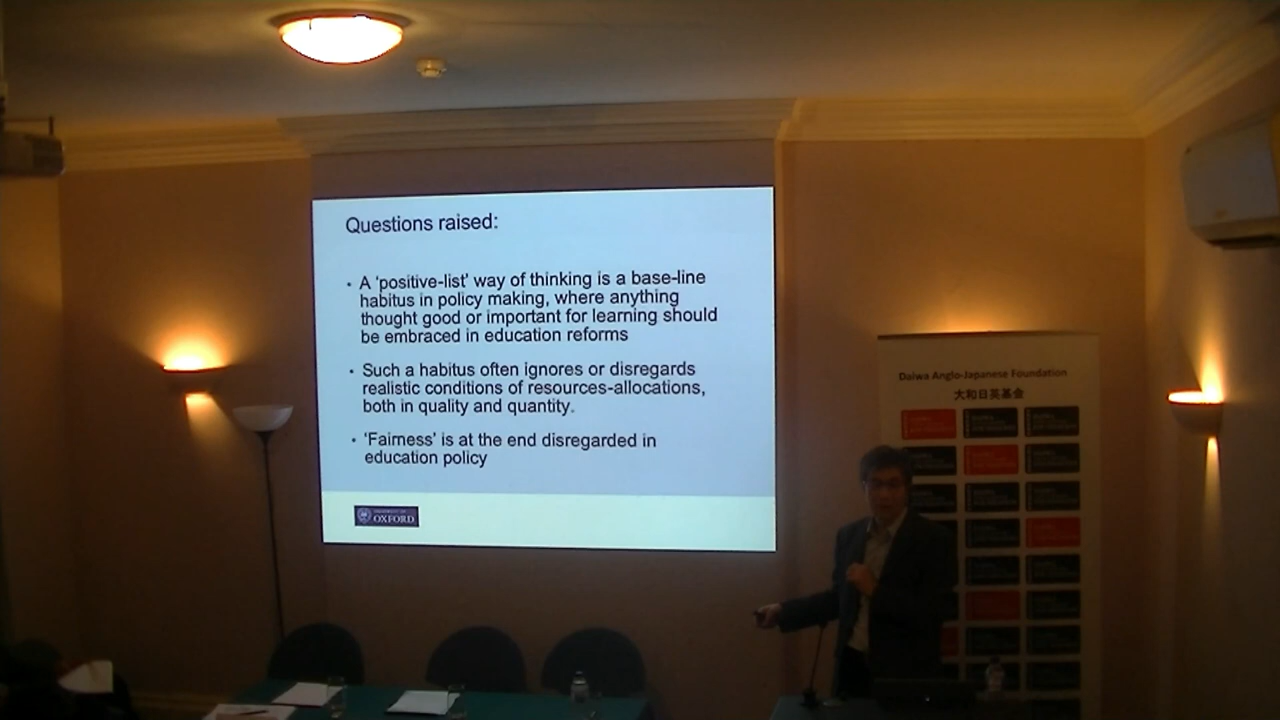 Questions raised:
• A 'positive-list' way of thinking is a base-line
habitus in policy making, where anything
thought good or important for learning should
be embraced in education reforms
• Such a habitus often ignores or disregards
realistic conditions of resources-allocations,
both in quality and quantity.
• 'Fairness' is at the end disregarded in
education policy
UNIVERSITY OF
OXFORD
Daiwa Anglo-Japanese Foundation
大和日英基金